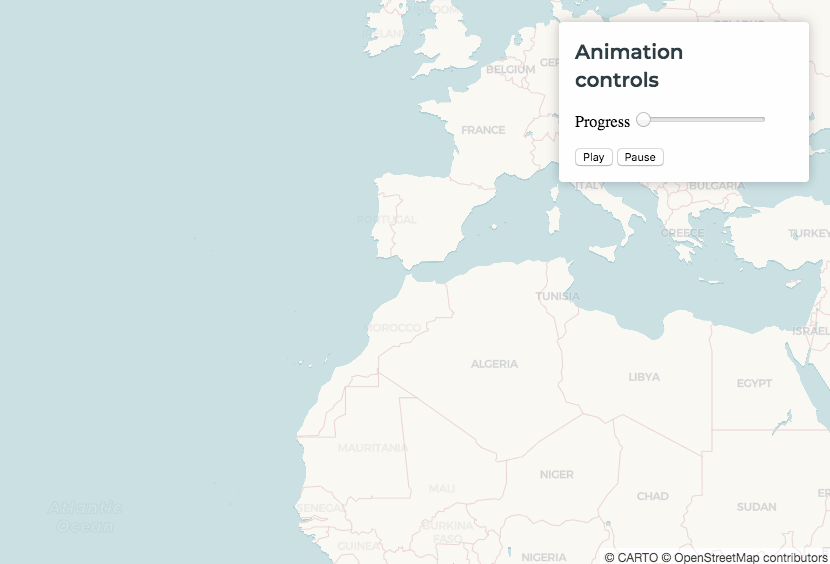 IRELAND
BELGIUM
Animation
controls
FRANCE
Progress
Play
Pause
ITALY
BULGARIA
PORTUGAL
GREECE
TURKEY
TUNISIA
MOROCCO
ISRAEL
ALGERIA
LIBYA
EGYPT
MAURITANIA
NIGER
MALI
CHAD
SUDAN
Atlantic
Ocean
SENEGAL
BURKINA
FASO
GUINEA
NIGERIA
© CARTO © OpenStreetMap contributors